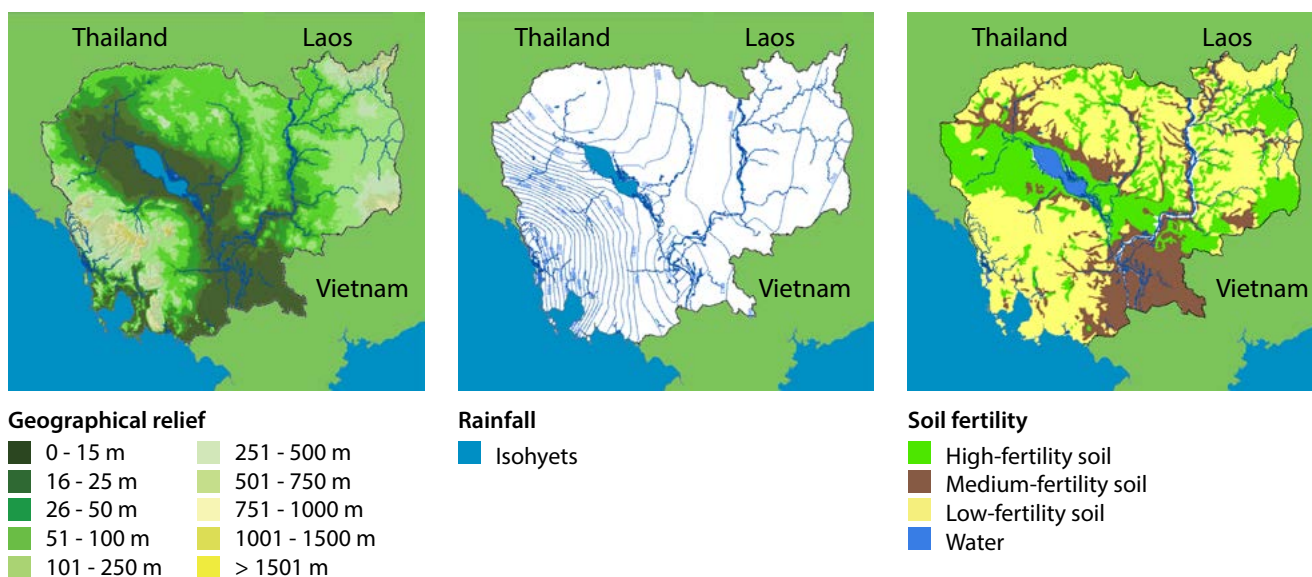 Thailand
Laos
Vietnam
Geographical relief
0 - 15 m
16 - 25 m
26 - 50 m
51 - 100 m
101 - 250 m
251 - 500 m
501 - 750 m
751 - 1000 m
1001 - 1500 m
> 1501 m
Thailand
Laos
Vietnam
Rainfall
Isohyets
Thailand
Laos
Vietnam
Soil fertility
High-fertility soil
Medium-fertility soil
Low-fertility soil
Water